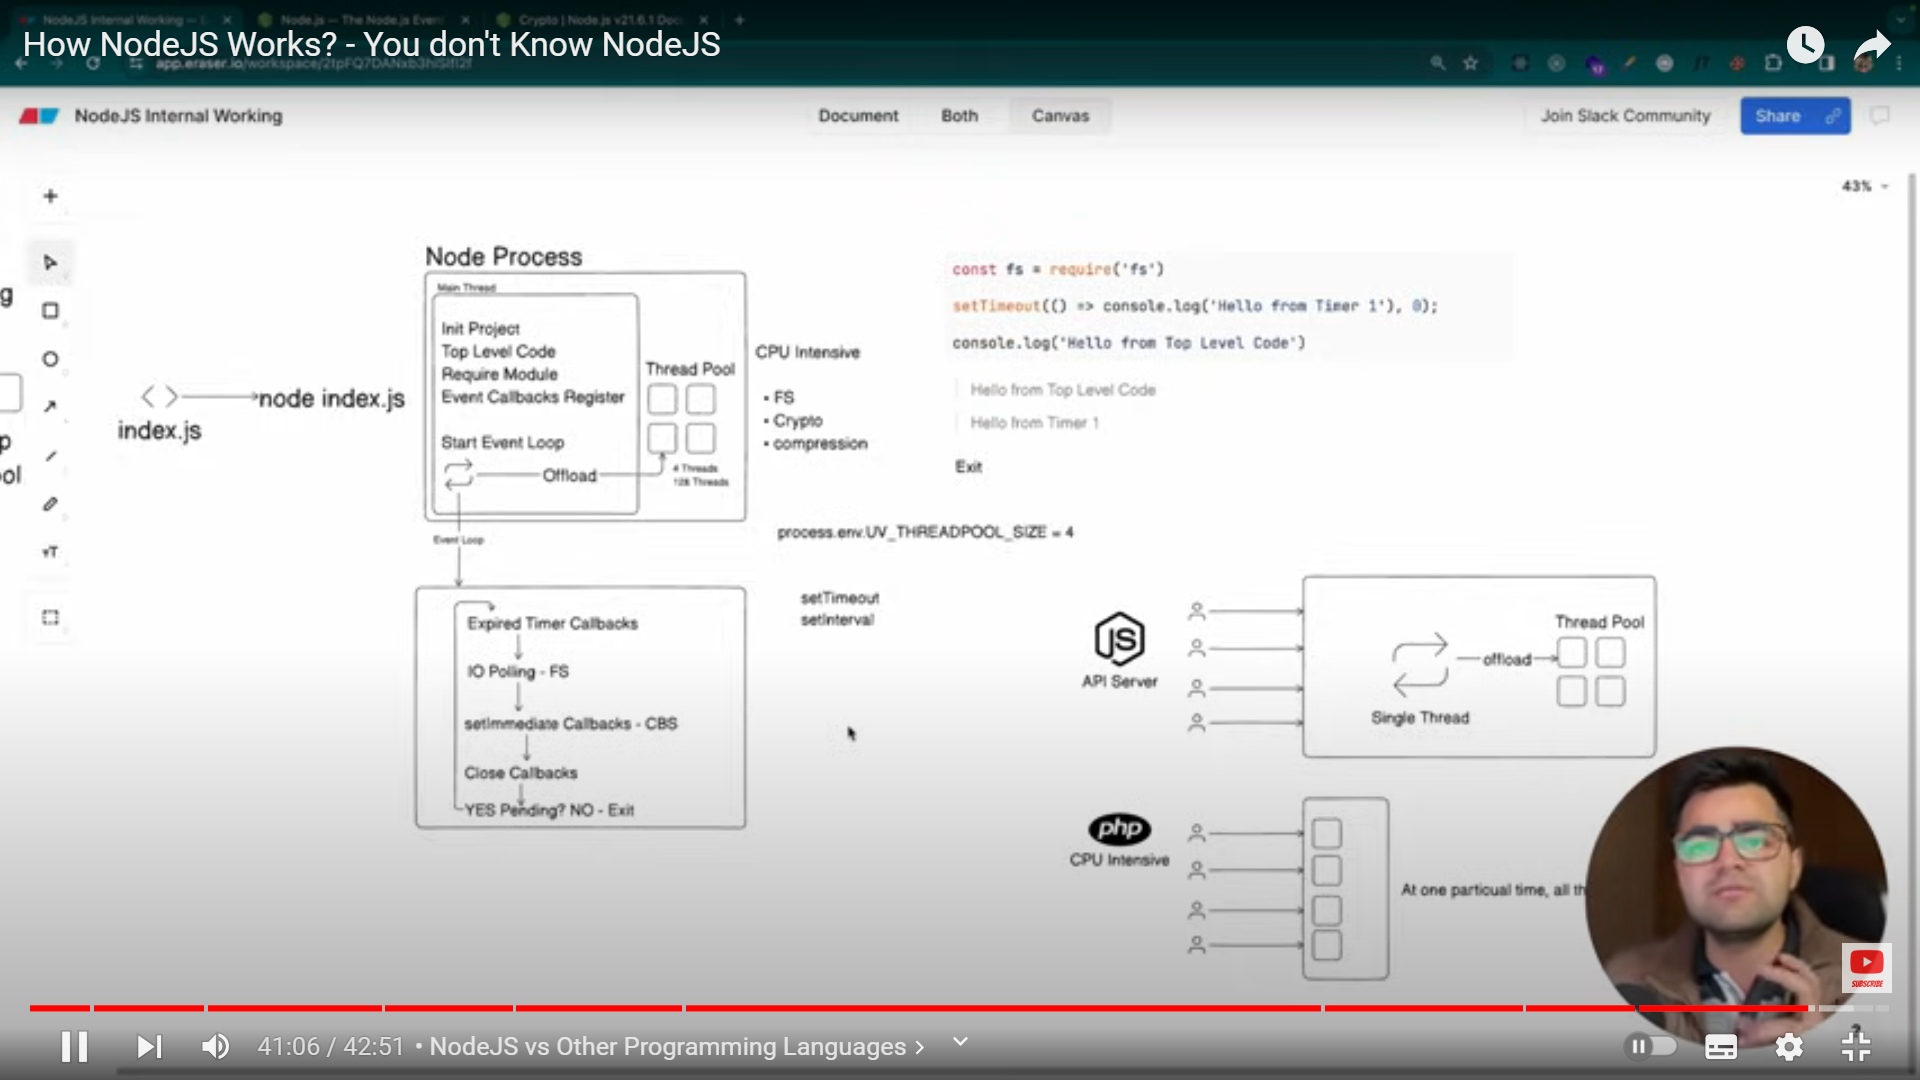 NodeJS Internal Working — E
Node.js — The Node.js Event
Crypto | Node.js v21.6.1 Doc
How NodeJS Works? - You don't Know NodeJS
NodeJS Internal Working
Document
Both
Canvas
Join Slack Community
Share
43%
Node Process
Main Thread
Init Project
Top Level Code
Require Module
Event Callbacks Register
Start Event Loop
Offload
Thread Pool
4 Threads
128 Threads
CPU Intensive
• FS
• Crypto
• compression
g
p
ol
index.js
node index.js
Event Loop
Expired Timer Callbacks
IO Polling - FS
setImmediate Callbacks - CBS
Close Callbacks
YES Pending? NO - Exit
const fs = require('fs')
setTimeout(() => console.log('Hello from Timer 1'), 0);
console.log('Hello from Top Level Code')
Hello from Top Level Code
Hello from Timer 1
Exit
process.env.UV_THREADPOOL_SIZE = 4
setTimeout
setInterval
JS
API Server
Thread Pool
offload
Single Thread
php
CPU Intensive
At one particual time, all th
SUBSCRIBE
41:06 / 42:51 • NodeJS vs Other Programming Languages